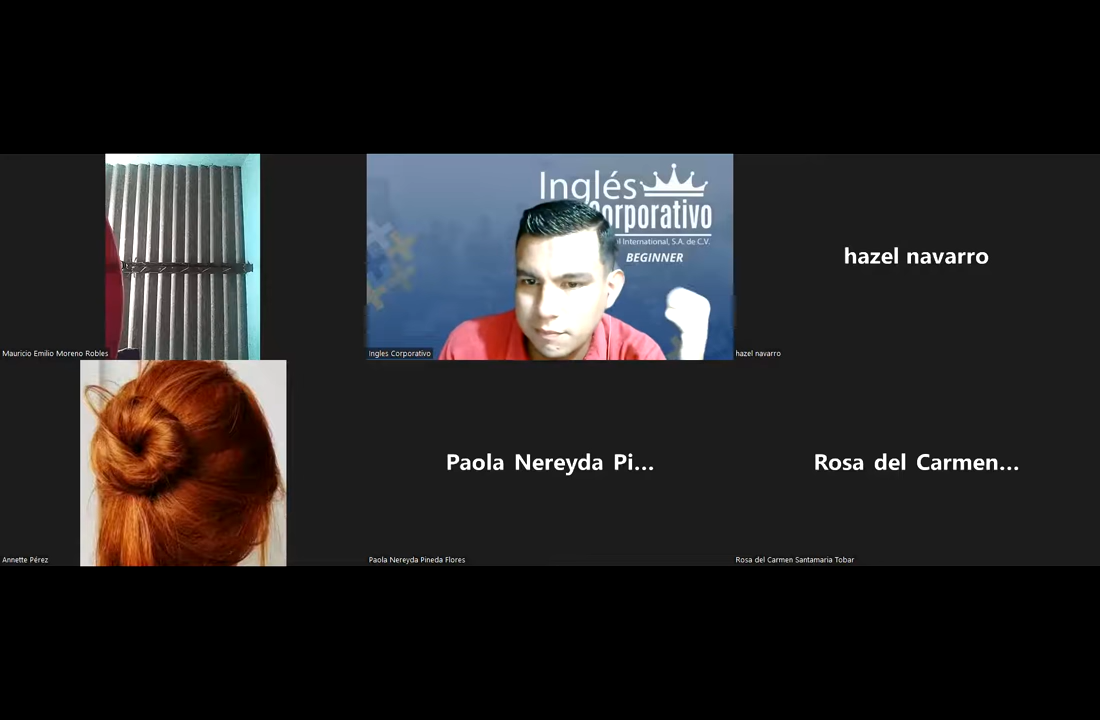 Inglés
Corporativo
l International, S.A. de C.V.
BEGINNER
hazel navarro
Mauricio Emilio Moreno Robles
Ingles Corporativo
hazel navarro
Paola Nereyda Pi...
Rosa del Carmen...
Annette Pérez
Paola Nereyda Pineda Flores
Rosa del Carmen Santamaria Tobar